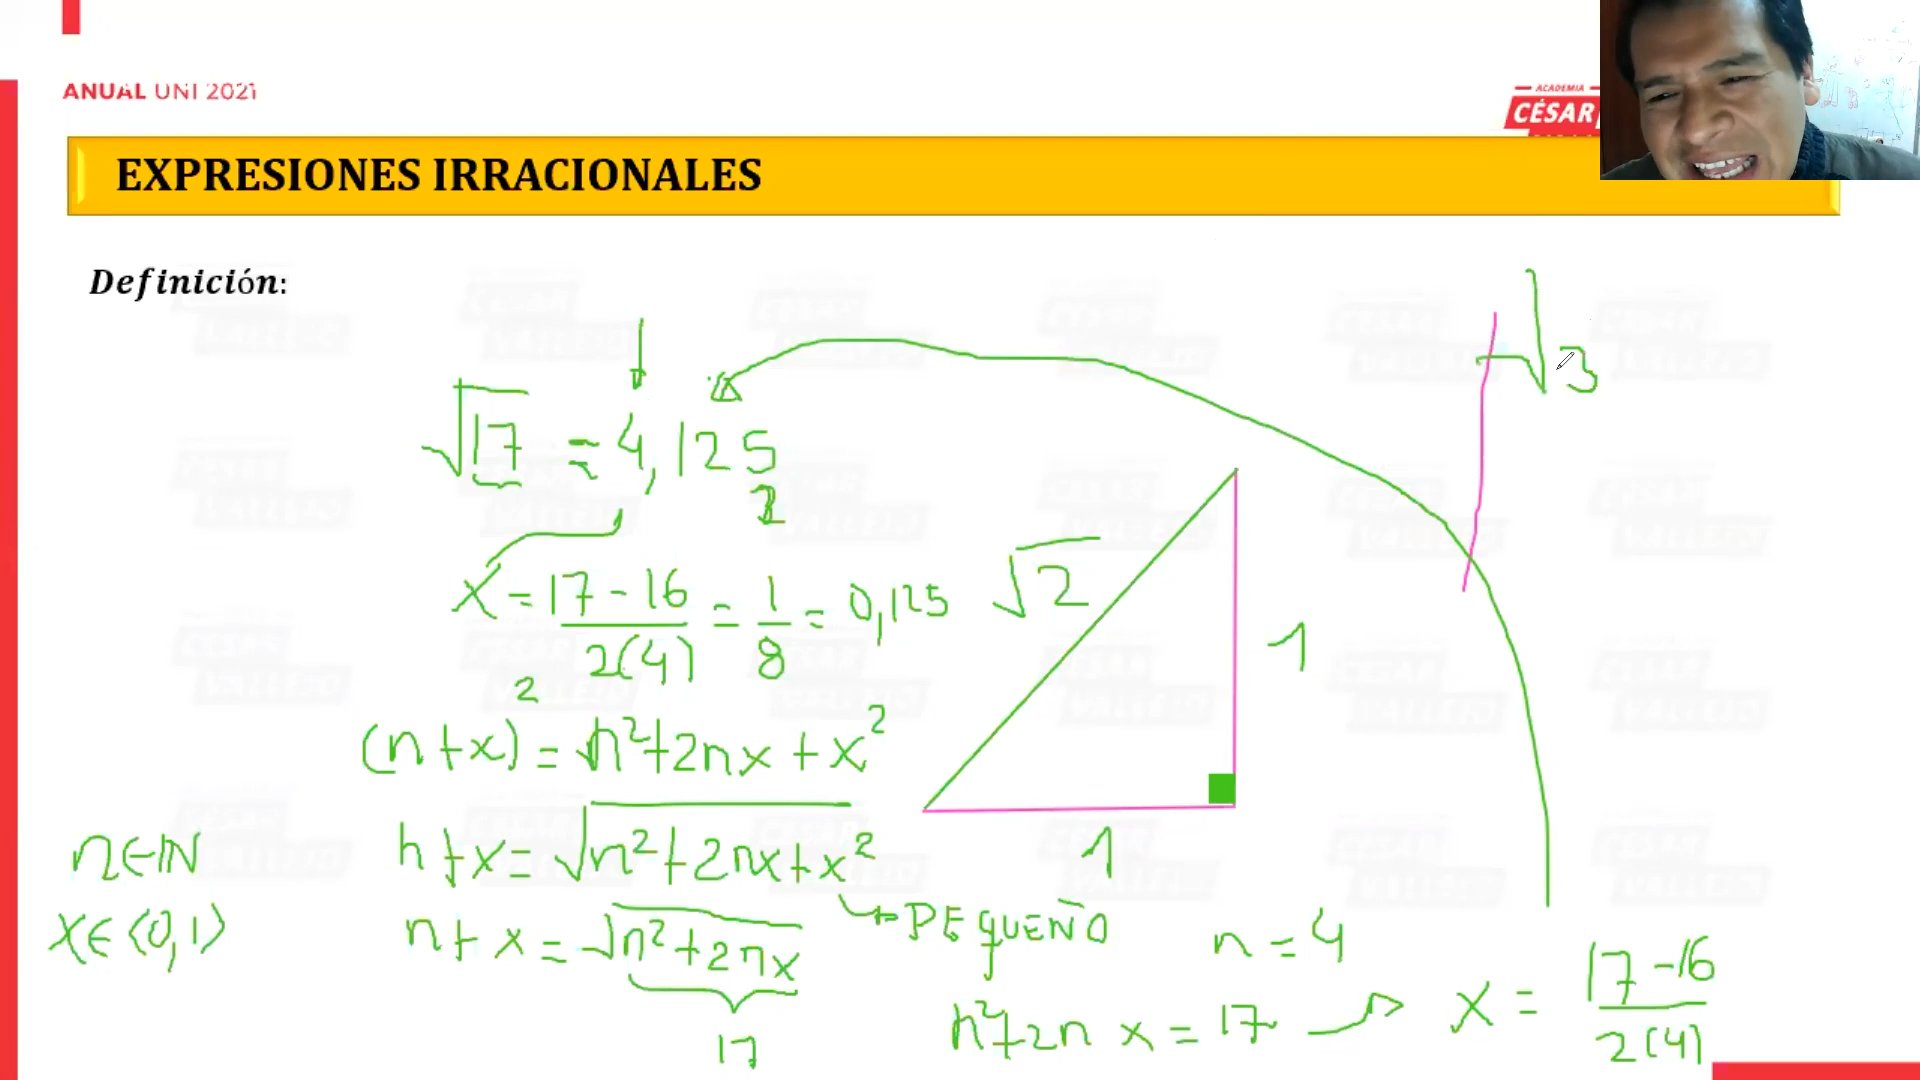 ANUAL UNI 2021
ACADEMIA
CÉSAR
EXPRESIONES IRRACIONALES
Definición:
√3
√17 = 4,125
2
x = (17 - 16)/(2(4)) = 1/8 = 0,125
√2
1
1
(n + x)² = n² + 2nx + x²
n ∈ IN
n + x = √(n² + 2nx + x²)
x ∈ ⟨0,1⟩
n + x = √(n² + 2nx)
→ PEQUEÑO
n = 4
17
n² + 2n x = 17 → x = (17 - 16)/(2(4))